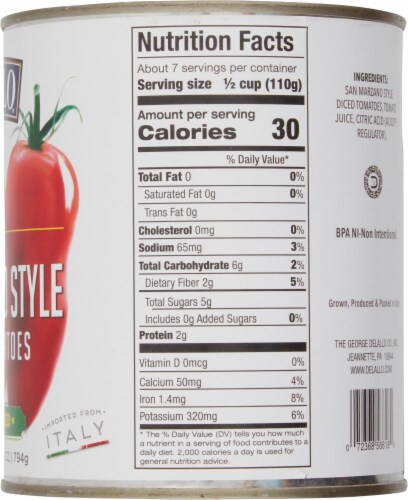 O
O STYLE
TOES
794g
IMPORTED FROM
ITALY
Nutrition Facts
About 7 servings per container
Serving size ½ cup (110g)
Amount per serving
Calories 30
% Daily Value*
Total Fat 0 0%
Saturated Fat 0g 0%
Trans Fat 0g
Cholesterol 0mg 0%
Sodium 65mg 3%
Total Carbohydrate 6g 2%
Dietary Fiber 2g 5%
Total Sugars 5g
Includes 0g Added Sugars 0%
Protein 2g
Vitamin D 0mcg 0%
Calcium 50mg 4%
Iron 1.4mg 8%
Potassium 320mg 6%
* The % Daily Value (DV) tells you how much
a nutrient in a serving of food contributes to a
daily diet. 2,000 calories a day is used for
general nutrition advice.
INGREDIENTS:
SAN MARZANO STYLE
DICED TOMATOES, TOMATO
JUICE, CITRIC ACID (ACIDITY
REGULATOR).
BPA NI-Non Intentional
Grown, Produced & Packed in Italy
THE GEORGE DELALLO CO. INC.
JEANNETTE, PA 15644
WWW.DELALLO.COM
0 72368